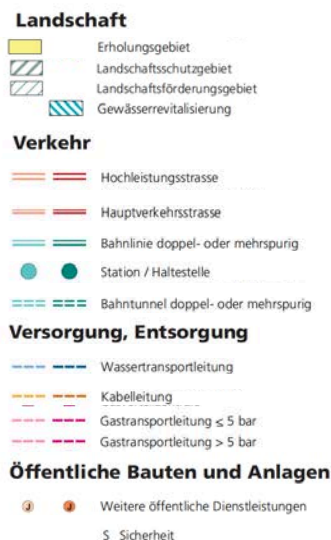 Landschaft
Erholungsgebiet
Landschaftsschutzgebiet
Landschaftsförderungsgebiet
Gewässerrevitalisierung
Verkehr
Hochleistungsstrasse
Hauptverkehrsstrasse
Bahnlinie doppel- oder mehrspurig
Station / Haltestelle
Bahntunnel doppel- oder mehrspurig
Versorgung, Entsorgung
Wassertransportleitung
Kabelleitung
Gastransportleitung ≤ 5 bar
Gastransportleitung > 5 bar
Öffentliche Bauten und Anlagen
J J Weitere öffentliche Dienstleistungen
S Sicherheit